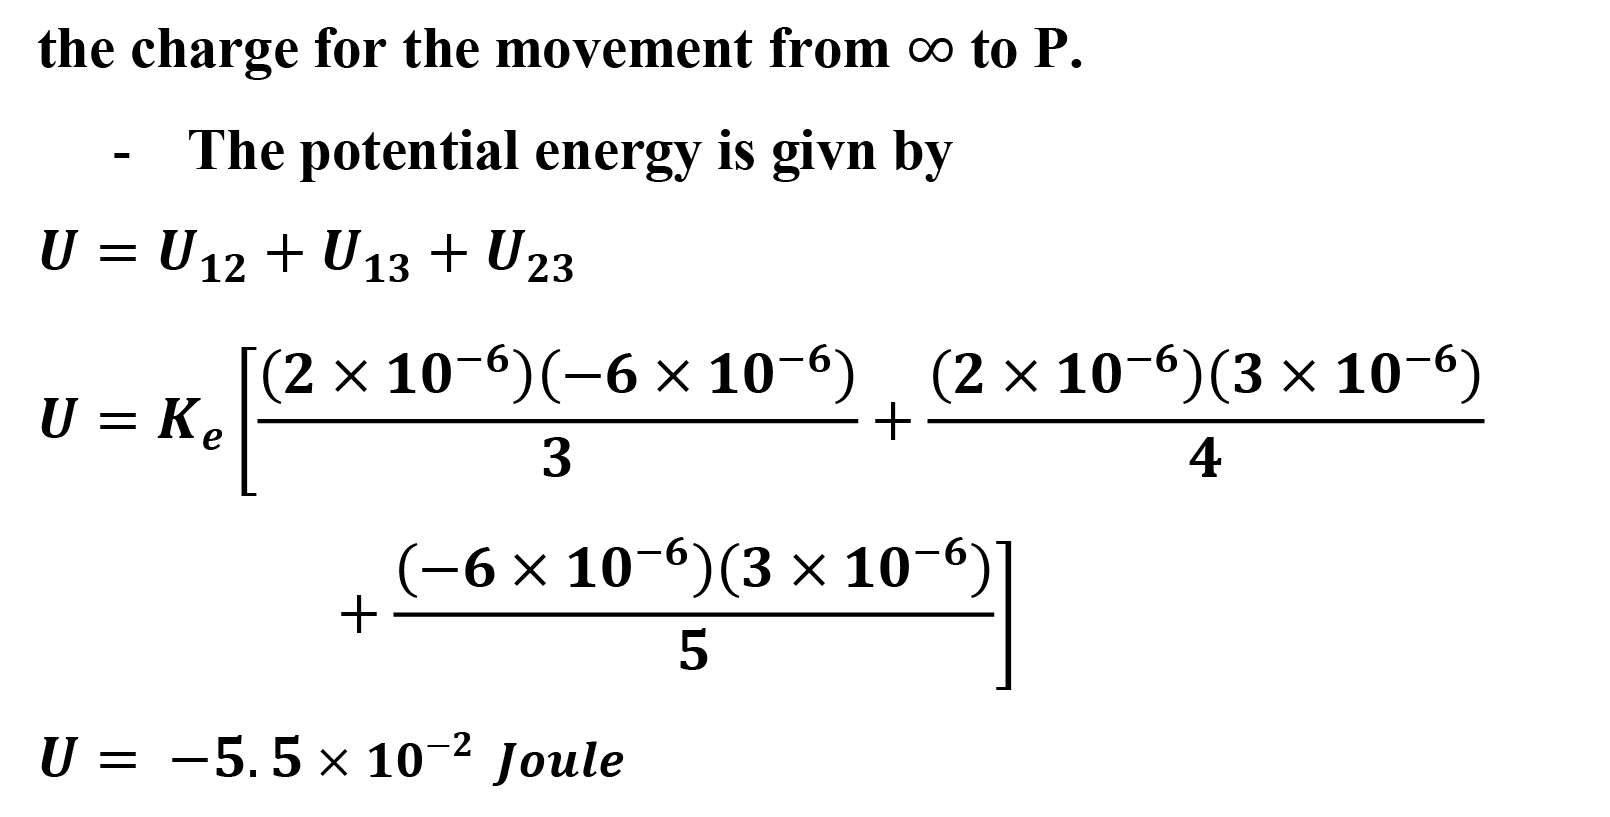 the charge for the movement from ∞ to P.
- The potential energy is givn by
U = U₁₂ + U₁₃ + U₂₃
U = Kₑ [ (2 × 10⁻⁶)(−6 × 10⁻⁶) / 3 + (2 × 10⁻⁶)(3 × 10⁻⁶) / 4
+ (−6 × 10⁻⁶)(3 × 10⁻⁶) / 5 ]
U = −5.5 × 10⁻² Joule